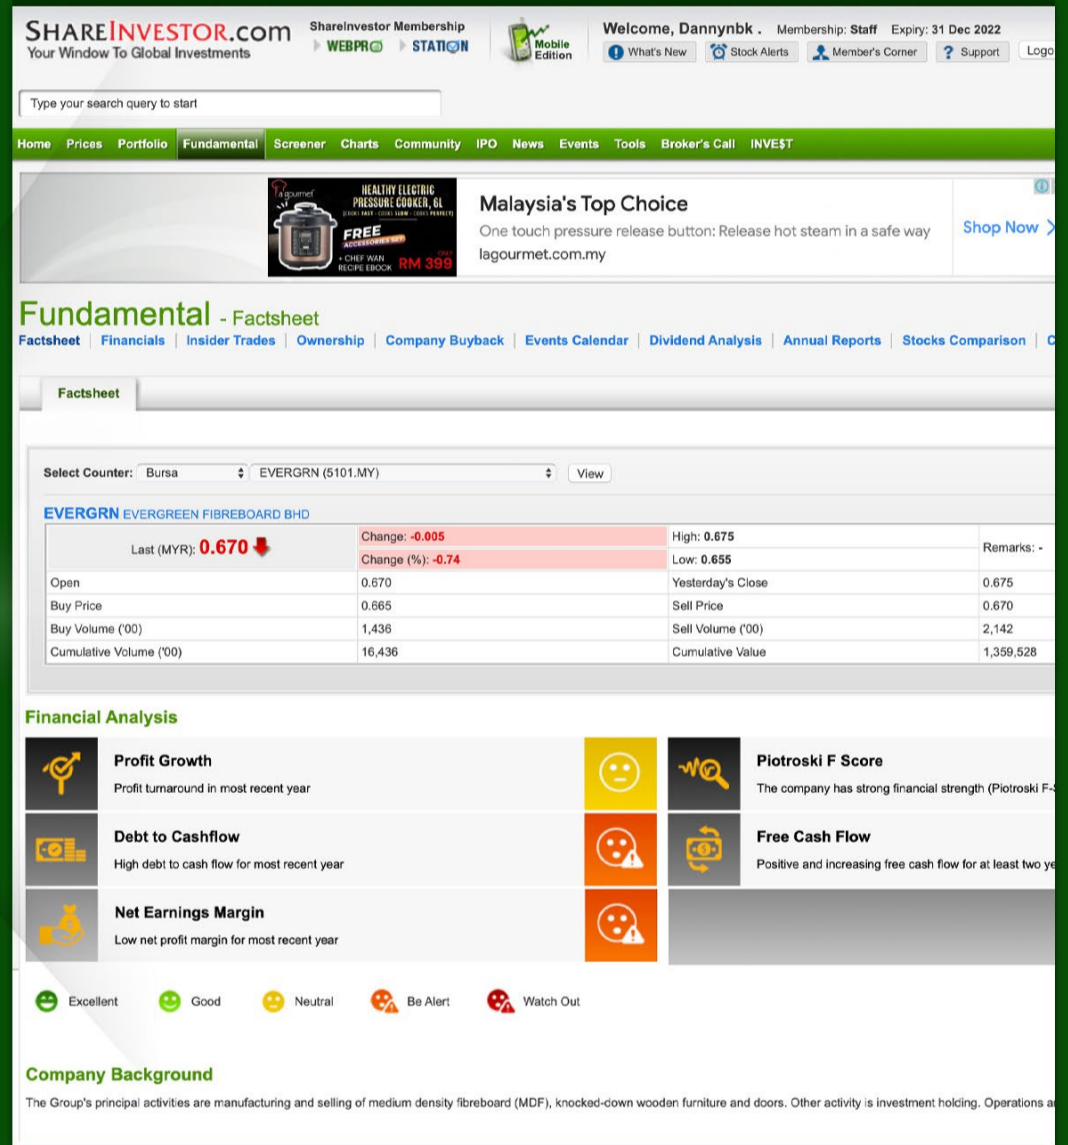 SHAREINVESTOR.com
Your Window To Global Investments
ShareInvestor Membership
WEBPRO STATION
Mobile Edition
Welcome, Dannynbk . Membership: Staff Expiry: 31 Dec 2022
What's New Stock Alerts Member's Corner Support Logo
Type your search query to start
Home Prices Portfolio Fundamental Screener Charts Community IPO News Events Tools Broker's Call INVE$T
lagourmet
HEALTHY ELECTRIC
PRESSURE COOKER, 6L
[COOKS FAST - COOKS SLOW - COOKS PERFECT]
FREE
ACCESSORIES SET
+ CHEF WAN
RECIPE EBOOK
ONLY
RM 399
Malaysia's Top Choice
One touch pressure release button: Release hot steam in a safe way
lagourmet.com.my
Shop Now
Fundamental - Factsheet
Factsheet | Financials | Insider Trades | Ownership | Company Buyback | Events Calendar | Dividend Analysis | Annual Reports | Stocks Comparison | C
Factsheet
Select Counter: Bursa EVERGRN (5101.MY) View
EVERGRN EVERGREEN FIBREBOARD BHD
Last (MYR): 0.670
Change: -0.005 High: 0.675
Change (%): -0.74 Low: 0.655
Remarks: -
Open 0.670 Yesterday's Close 0.675
Buy Price 0.665 Sell Price 0.670
Buy Volume ('00) 1,436 Sell Volume ('00) 2,142
Cumulative Volume ('00) 16,436 Cumulative Value 1,359,528
Financial Analysis
Profit Growth
Profit turnaround in most recent year
Piotroski F Score
The company has strong financial strength (Piotroski F-S
Debt to Cashflow
High debt to cash flow for most recent year
Free Cash Flow
Positive and increasing free cash flow for at least two ye
Net Earnings Margin
Low net profit margin for most recent year
Excellent Good Neutral Be Alert Watch Out
Company Background
The Group's principal activities are manufacturing and selling of medium density fibreboard (MDF), knocked-down wooden furniture and doors. Other activity is investment holding. Operations a